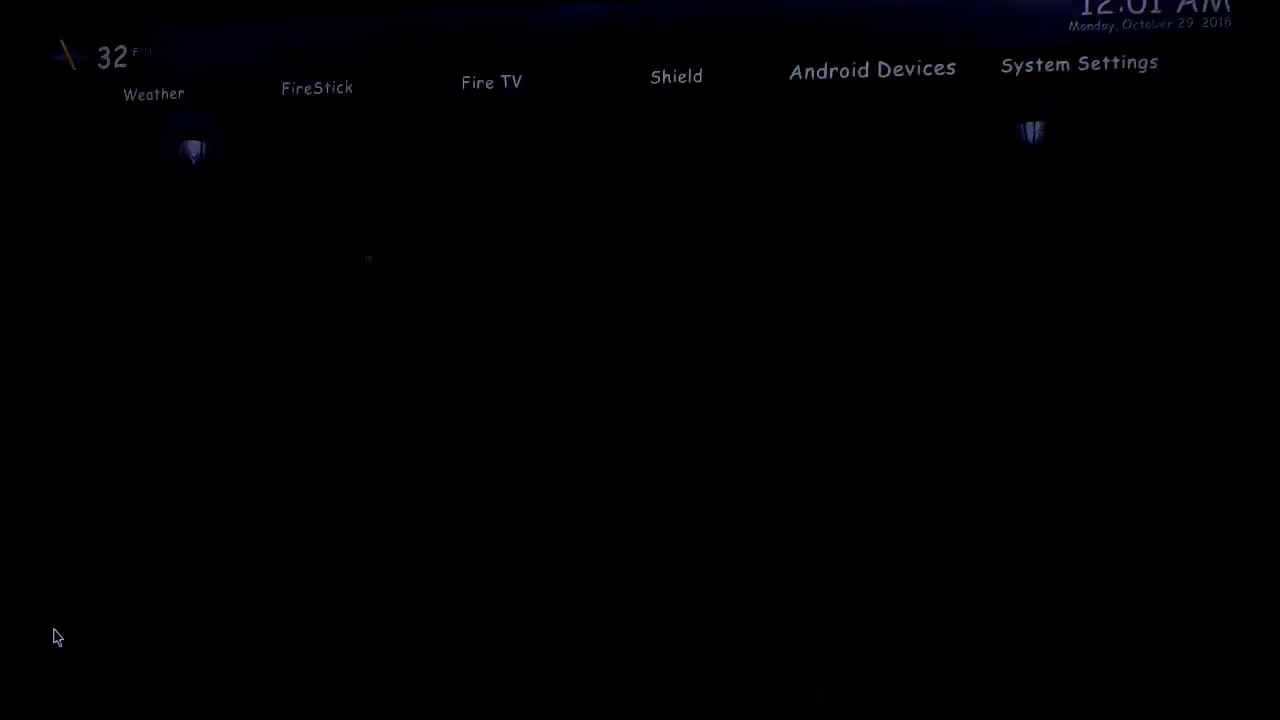 12:01 AM
Monday, October 29 2018
32
Weather FireStick Fire TV Shield Android Devices System Settings